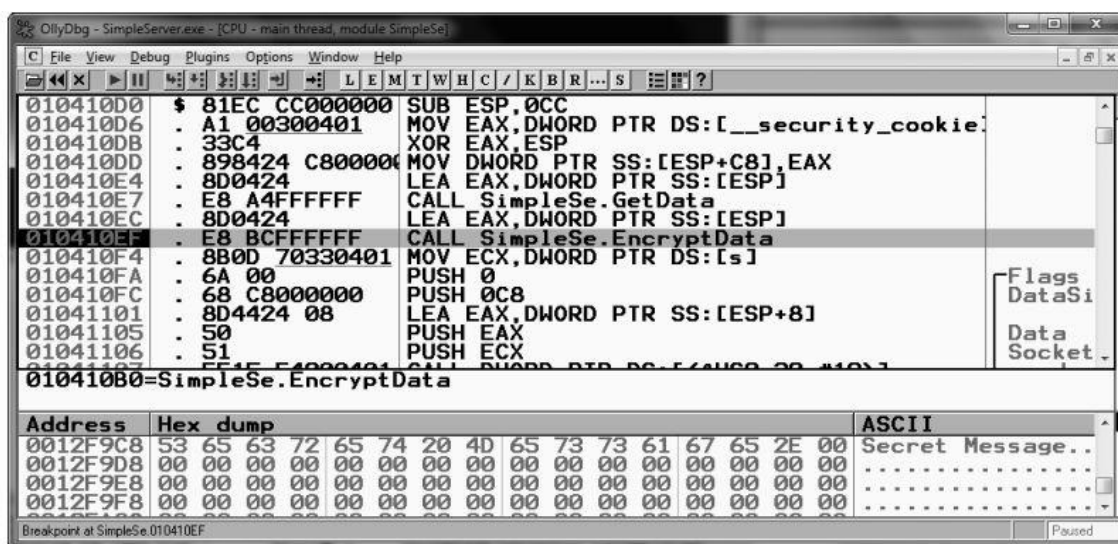 OllyDbg - SimpleServer.exe - [CPU - main thread, module SimpleSe]
C File View Debug Plugins Options Window Help
L E M T W H C / K B R ... S ?
010410D0 $ 81EC CC000000 SUB ESP,0CC
010410D6 . A1 00300401 MOV EAX,DWORD PTR DS:[__security_cookie]
010410DB . 33C4 XOR EAX,ESP
010410DD . 898424 C800000 MOV DWORD PTR SS:[ESP+C8],EAX
010410E4 . 8D0424 LEA EAX,DWORD PTR SS:[ESP]
010410E7 . E8 A4FFFFFF CALL SimpleSe.GetData
010410EC . 8D0424 LEA EAX,DWORD PTR SS:[ESP]
010410EF . E8 BCFFFFFF CALL SimpleSe.EncryptData
010410F4 . 8B0D 70330401 MOV ECX,DWORD PTR DS:[s]
010410FA . 6A 00 PUSH 0 Flags
010410FC . 68 C8000000 PUSH 0C8 DataSi
01041101 . 8D4424 08 LEA EAX,DWORD PTR SS:[ESP+8]
01041105 . 50 PUSH EAX Data
01041106 . 51 PUSH ECX Socket
010410B0=SimpleSe.EncryptData
Address Hex dump ASCII
0012F9C8 53 65 63 72 65 74 20 4D 65 73 73 61 67 65 2E 00 Secret Message..
0012F9D8 00 00 00 00 00 00 00 00 00 00 00 00 00 00 00 00 ................
0012F9E8 00 00 00 00 00 00 00 00 00 00 00 00 00 00 00 00 ................
0012F9F8 00 00 00 00 00 00 00 00 00 00 00 00 00 00 00 00 ................
Breakpoint at SimpleSe.010410EF Paused